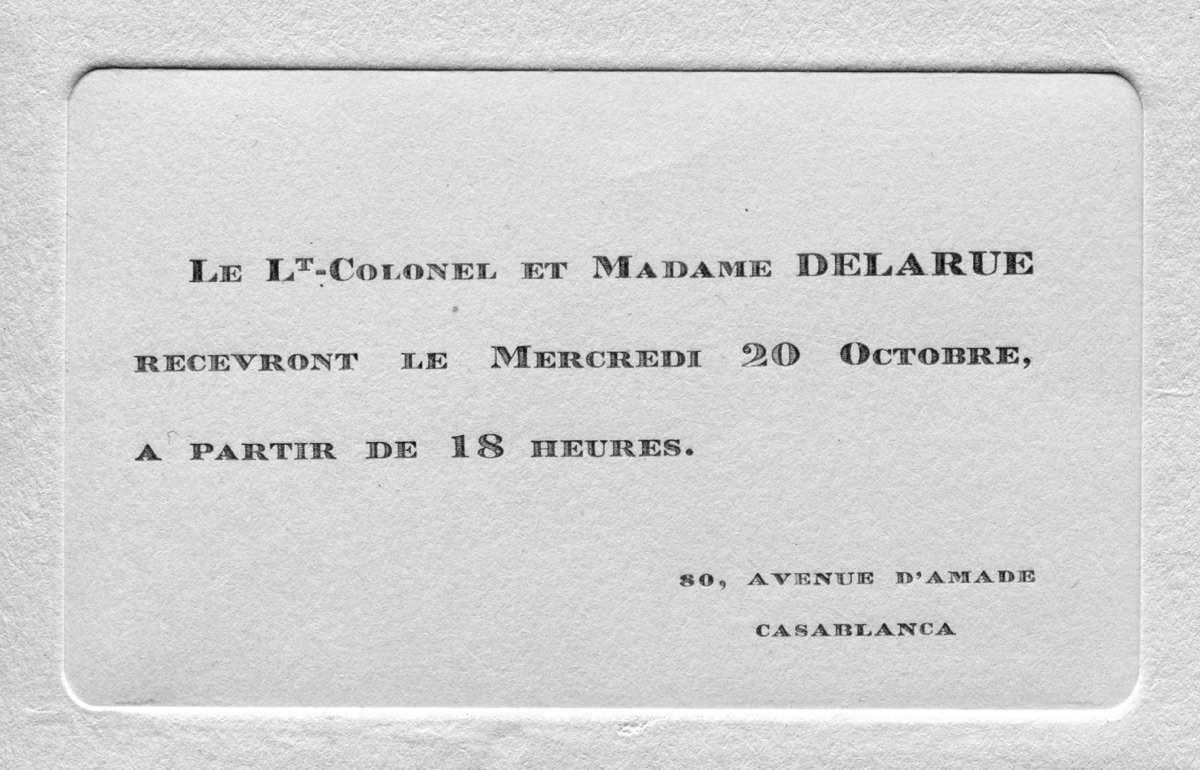 Le Lᵀ-Colonel et Madame DELARUE
recevront le Mercredi 20 Octobre,
a partir de 18 heures.
80, avenue d'amade
casablanca